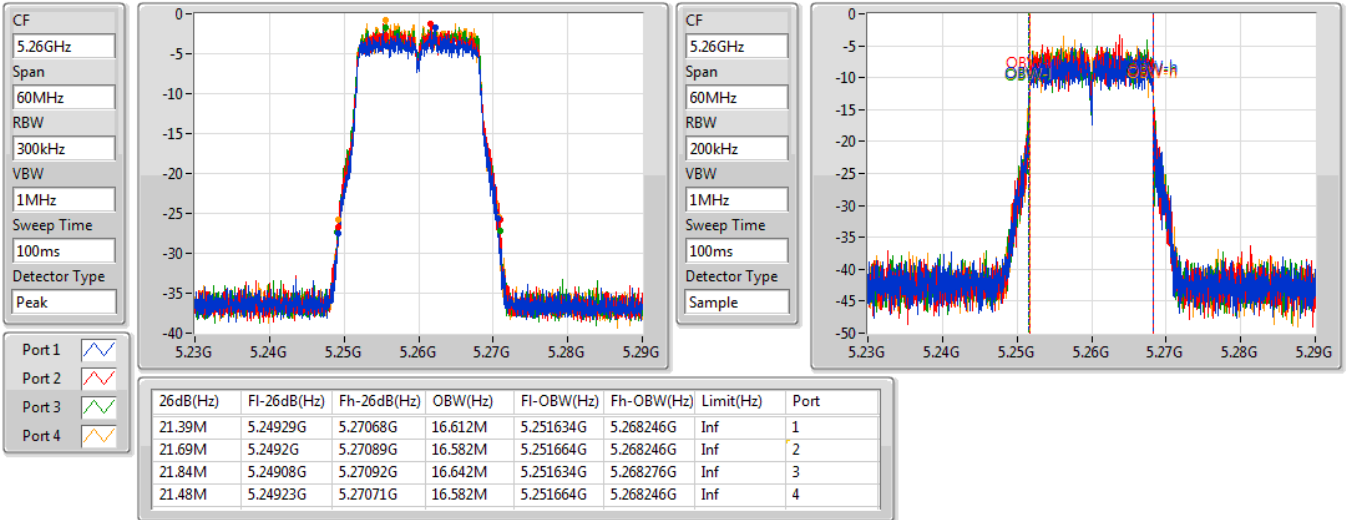 CF
5.26GHz
Span
60MHz
RBW
300kHz
VBW
1MHz
Sweep Time
100ms
Detector Type
Peak
0
-5
-10
-15
-20
-25
-30
-35
-40
5.23G 5.24G 5.25G 5.26G 5.27G 5.28G 5.29G
CF
5.26GHz
Span
60MHz
RBW
200kHz
VBW
1MHz
Sweep Time
100ms
Detector Type
Sample
0
-5
-10
-15
-20
-25
-30
-35
-40
-45
-50
OBW-h
5.23G 5.24G 5.25G 5.26G 5.27G 5.28G 5.29G
Port 1
Port 2
Port 3
Port 4
26dB(Hz) Fl-26dB(Hz) Fh-26dB(Hz) OBW(Hz) Fl-OBW(Hz) Fh-OBW(Hz) Limit(Hz) Port
21.39M 5.24929G 5.27068G 16.612M 5.251634G 5.268246G Inf 1
21.69M 5.2492G 5.27089G 16.582M 5.251664G 5.268246G Inf 2
21.84M 5.24908G 5.27092G 16.642M 5.251634G 5.268276G Inf 3
21.48M 5.24923G 5.27071G 16.582M 5.251664G 5.268246G Inf 4